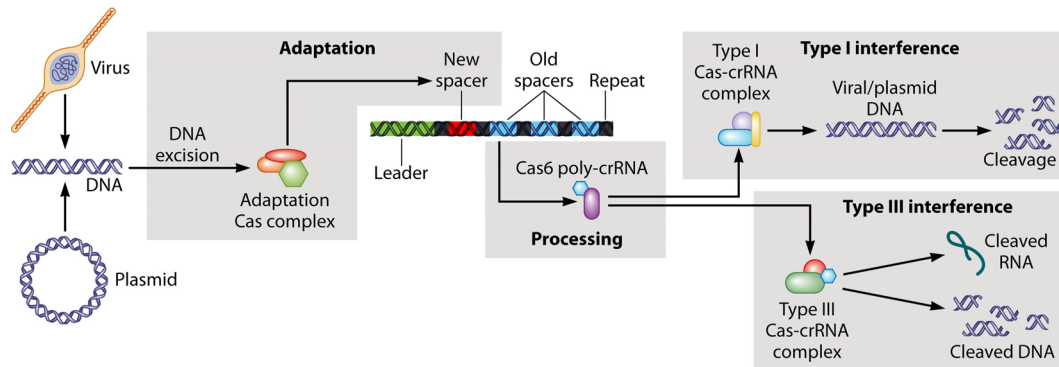 Virus
DNA
Plasmid
Adaptation
DNA
excision
Adaptation
Cas complex
New
spacer
Old
spacers
Repeat
Leader
Cas6 poly-crRNA
Processing
Type I interference
Type I
Cas-crRNA
complex
Viral/plasmid
DNA
Cleavage
Type III interference
Type III
Cas-crRNA
complex
Cleaved
RNA
Cleaved DNA